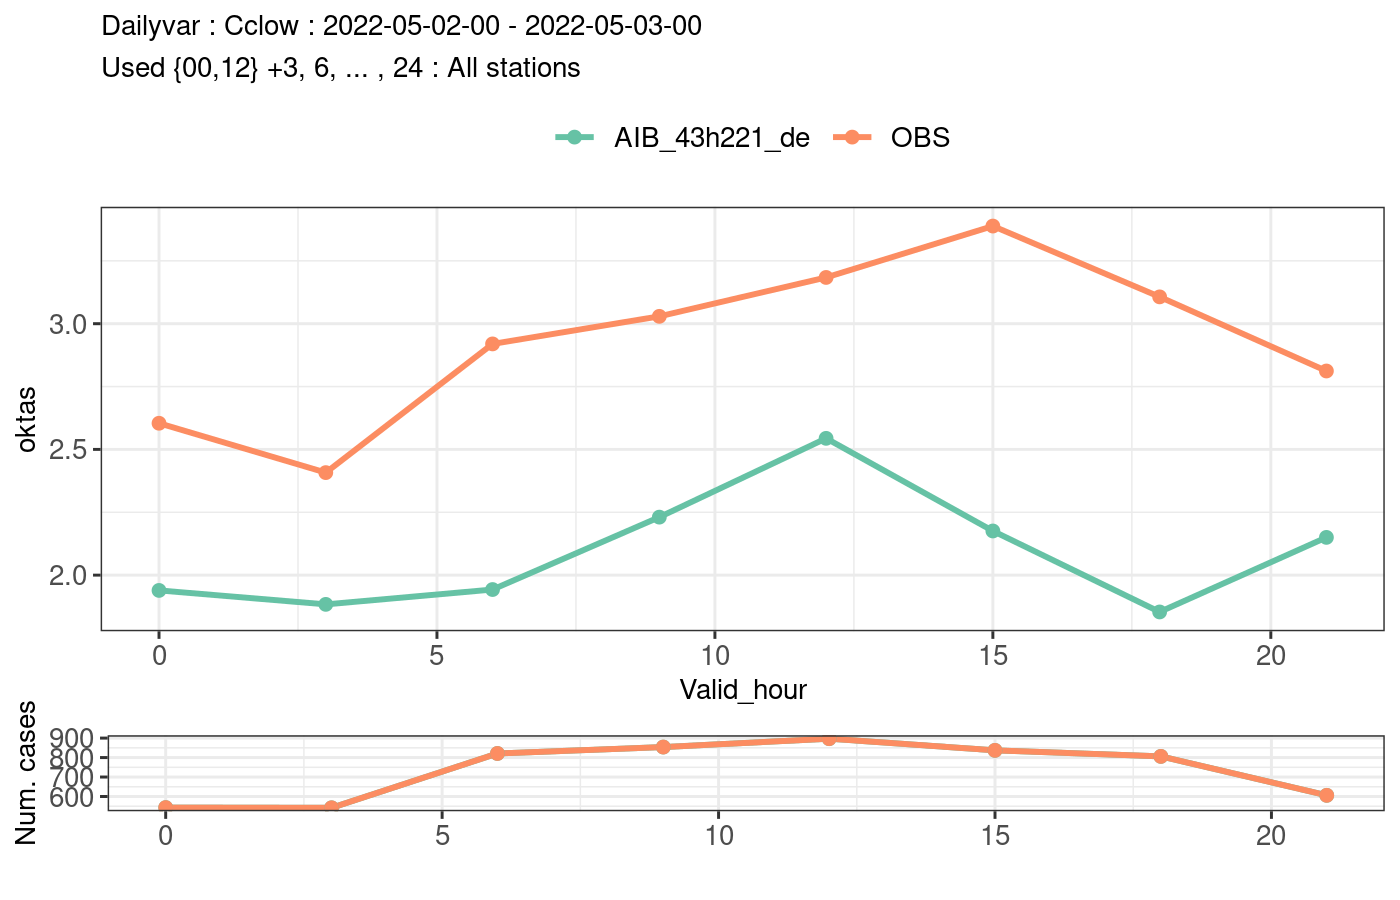 Dailyvar : Cclow : 2022-05-02-00 - 2022-05-03-00
Used {00,12} +3, 6, ... , 24 : All stations
AIB_43h221_de
OBS
oktas
3.0
2.5
2.0
0
5
10
15
20
Valid_hour
Num. cases
900
800
700
600
0
5
10
15
20